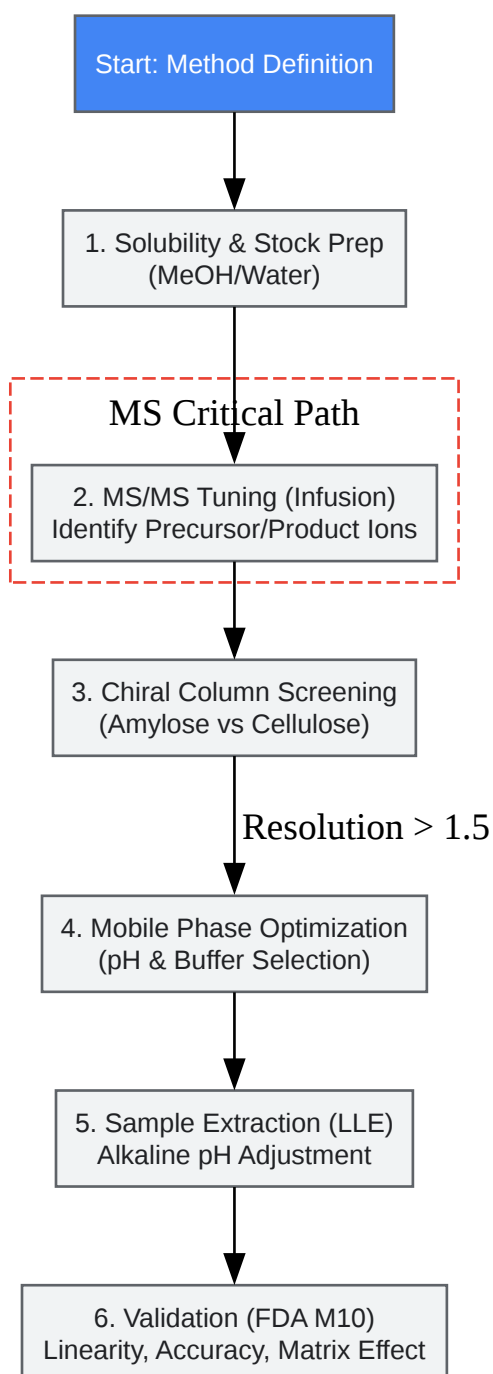 Start: Method Definition
1. Solubility & Stock Prep
(MeOH/Water)
MS Critical Path
2. MS/MS Tuning (Infusion)
Identify Precursor/Product Ions
3. Chiral Column Screening
(Amylose vs Cellulose)
Resolution > 1.5
4. Mobile Phase Optimization
(pH & Buffer Selection)
5. Sample Extraction (LLE)
Alkaline pH Adjustment
6. Validation (FDA M10)
Linearity, Accuracy, Matrix Effect